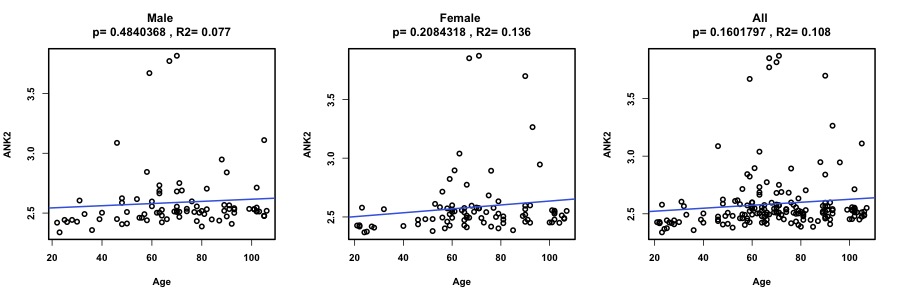 Male
p= 0.4840368 , R2= 0.077
ANK2
3.5
3.0
2.5
20 40 60 80 100
Age
Female
p= 0.2084318 , R2= 0.136
ANK2
3.5
3.0
2.5
20 40 60 80 100
Age
All
p= 0.1601797 , R2= 0.108
ANK2
3.5
3.0
2.5
20 40 60 80 100
Age